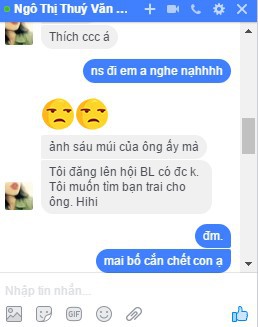 Ngô Thị Thuý Vân ...
Thích ccc á
ns đi em a nghe nạhhhh
ảnh sáu múi của ông ấy mà
Tôi đăng lên hội BL có đc k.
Tôi muốn tìm bạn trai cho
ông. Hihi
đm.
mai bố cắn chết con ạ
Nhập tin nhắn...
GIF